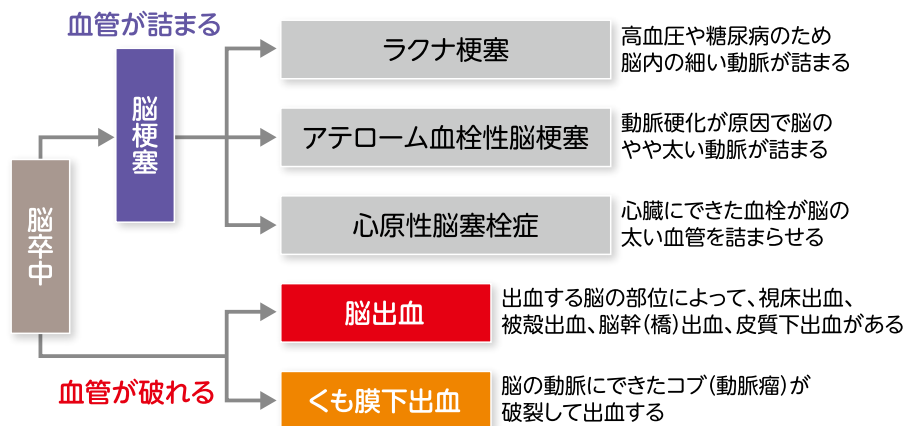 血管が詰まる
脳卒中
脳梗塞
ラクナ梗塞
高血圧や糖尿病のため
脳内の細い動脈が詰まる
アテローム血栓性脳梗塞
動脈硬化が原因で脳の
やや太い動脈が詰まる
心原性脳塞栓症
心臓にできた血栓が脳の
太い血管を詰まらせる
血管が破れる
脳出血
出血する脳の部位によって、視床出血、
被殻出血、脳幹（橋）出血、皮質下出血がある
くも膜下出血
脳の動脈にできたコブ（動脈瘤）が
破裂して出血する